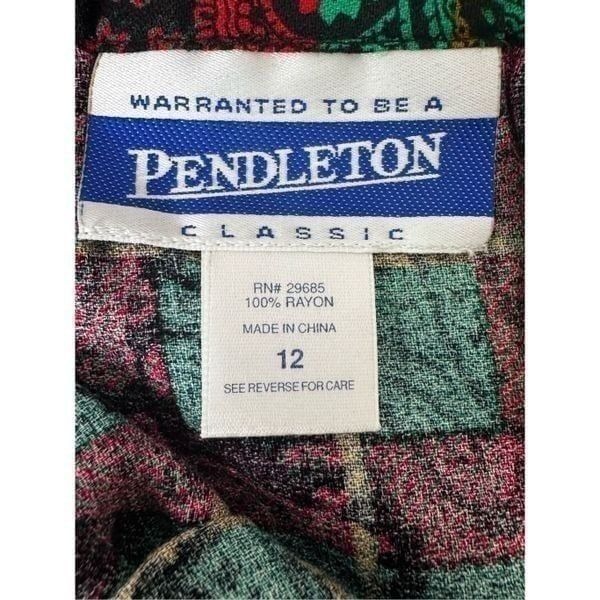 WARRANTED TO BE A
PENDLETON
CLASSIC
RN# 29685
100% RAYON
MADE IN CHINA
12
SEE REVERSE FOR CARE